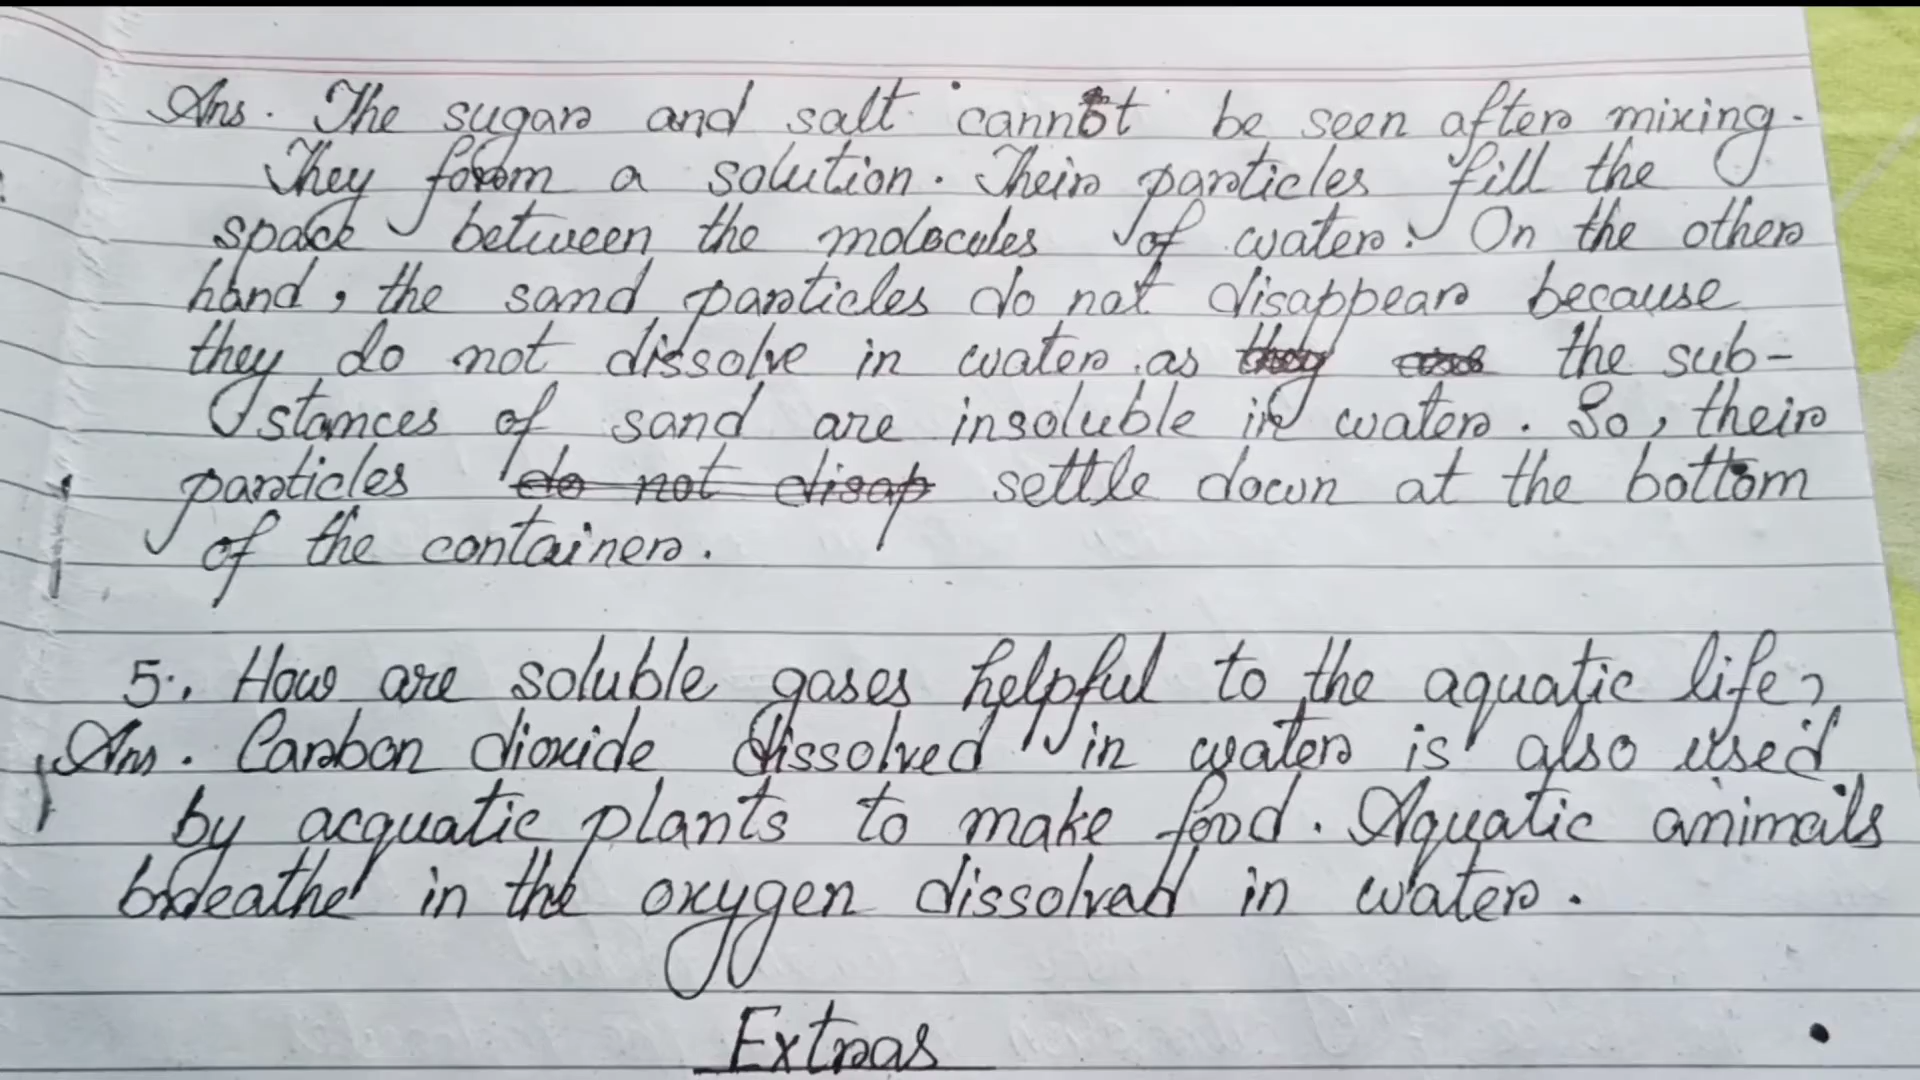 Ans. The sugar and salt cannot be seen after mixing.
They form a solution. Their particles fill the
space between the molecules of water. On the other
hand, the sand particles do not disappear because
they do not dissolve in water as the sub-
stances of sand are insoluble in water. So, their
particles do not disap settle down at the bottom
of the container.
5. How are soluble gases helpful to the aquatic life?
Ans. Carbon dioxide dissolved in water is also used
by acquatic plants to make food. Aquatic animals
breathe in the oxygen dissolved in water.
Extras